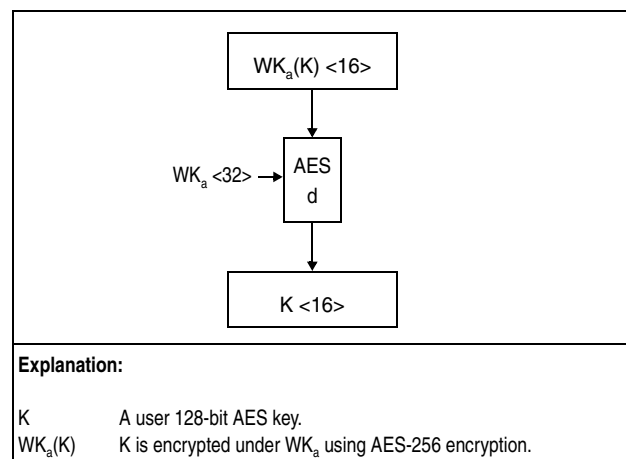 WKₐ(K) <16>
WKₐ <32>
AES
d
K <16>
Explanation:
K A user 128-bit AES key.
WKₐ(K) K is encrypted under WKₐ using AES-256 encryption.